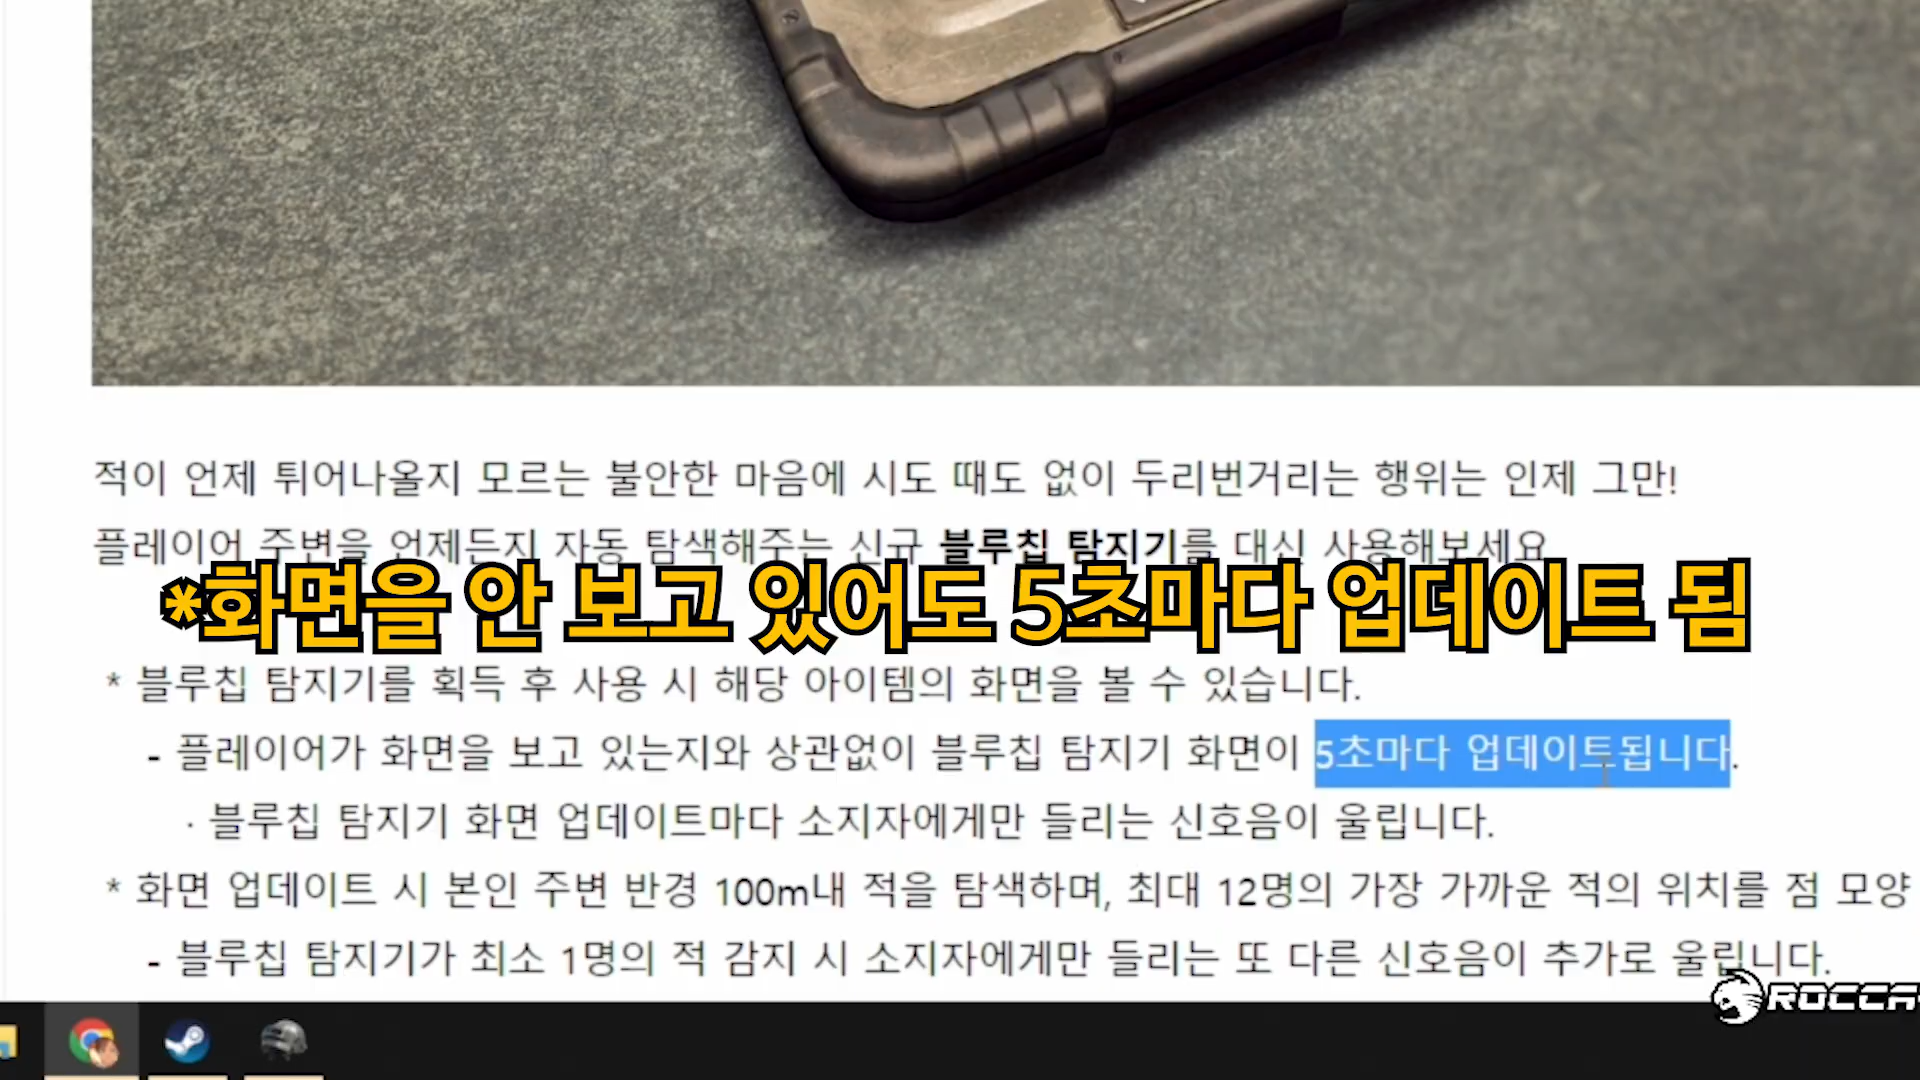 적이 언제 튀어나올지 모르는 불안한 마음에 시도 때도 없이 두리번거리는 행위는 인제 그만!
플레이어 주변을 언제든지 자동 탐색해주는 신규 블루칩 탐지기를 대신 사용해보세요
*화면을 안 보고 있어도 5초마다 업데이트 됨
* 블루칩 탐지기를 획득 후 사용 시 해당 아이템의 화면을 볼 수 있습니다.
- 플레이어가 화면을 보고 있는지와 상관없이 블루칩 탐지기 화면이 5초마다 업데이트됩니다.
· 블루칩 탐지기 화면 업데이트마다 소지자에게만 들리는 신호음이 울립니다.
* 화면 업데이트 시 본인 주변 반경 100m내 적을 탐색하며, 최대 12명의 가장 가까운 적의 위치를 점 모양
- 블루칩 탐지기가 최소 1명의 적 감지 시 소지자에게만 들리는 또 다른 신호음이 추가로 울립니다.
ROCCA